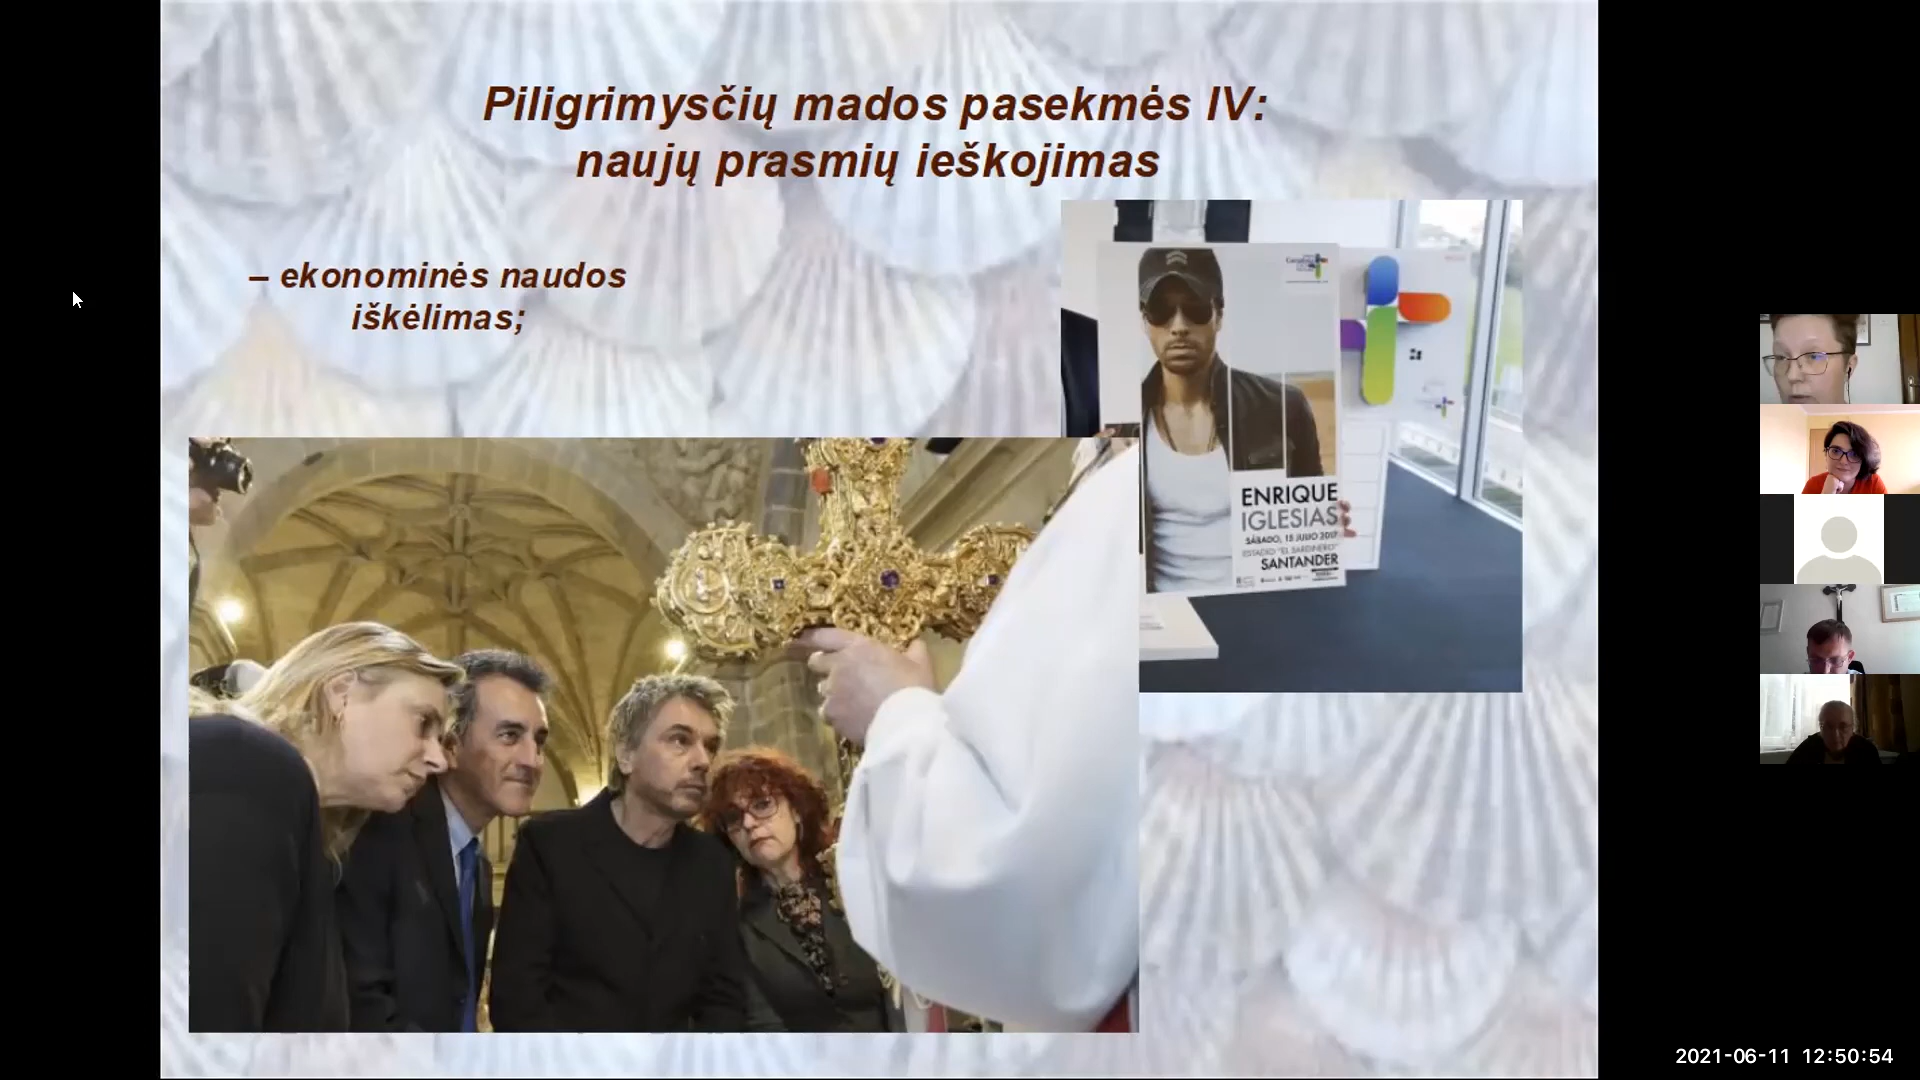 Piligrimysčių mados pasekmės IV:
naujų prasmių ieškojimas
– ekonominės naudos
iškėlimas;
ENRIQUE
IGLESIAS
SÁBADO, 15 JULIO 2017
ESTADIO "EL SARDINERO"
SANTANDER
2021-06-11 12:50:54